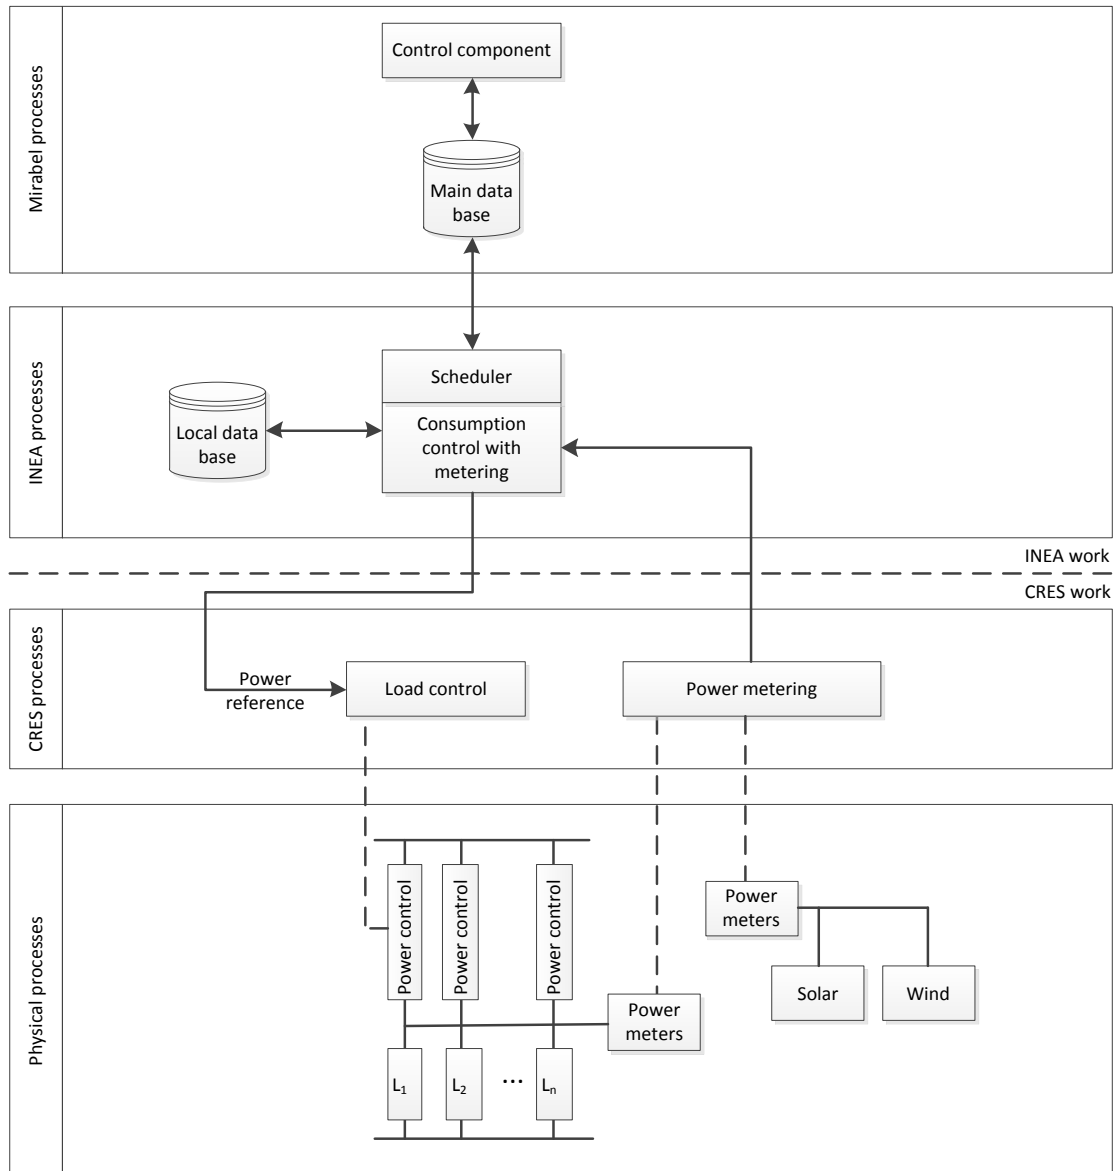 Mirabel processes
Control component
Main data
base
INEA processes
Scheduler
Consumption
control with
metering
Local data
base
INEA work
CRES work
CRES processes
Power
reference
Load control
Power metering
Physical processes
Power control
Power control
Power control
Power
meters
Solar
Wind
Power
meters
L1
L2
...
Ln